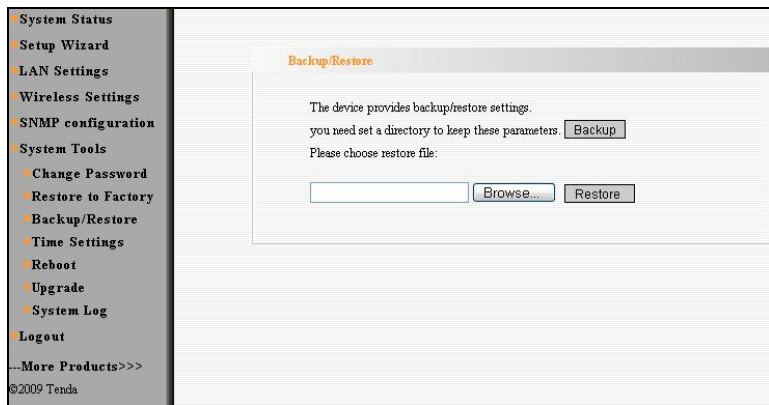 System Status
Setup Wizard
LAN Settings
Wireless Settings
SNMP configuration
System Tools
Change Password
Restore to Factory
Backup/Restore
Time Settings
Reboot
Upgrade
System Log
Logout
---More Products>>>
©2009 Tenda
Backup/Restore
The device provides backup/restore settings.
you need set a directory to keep these parameters. Backup
Please choose restore file:
Browse... Restore